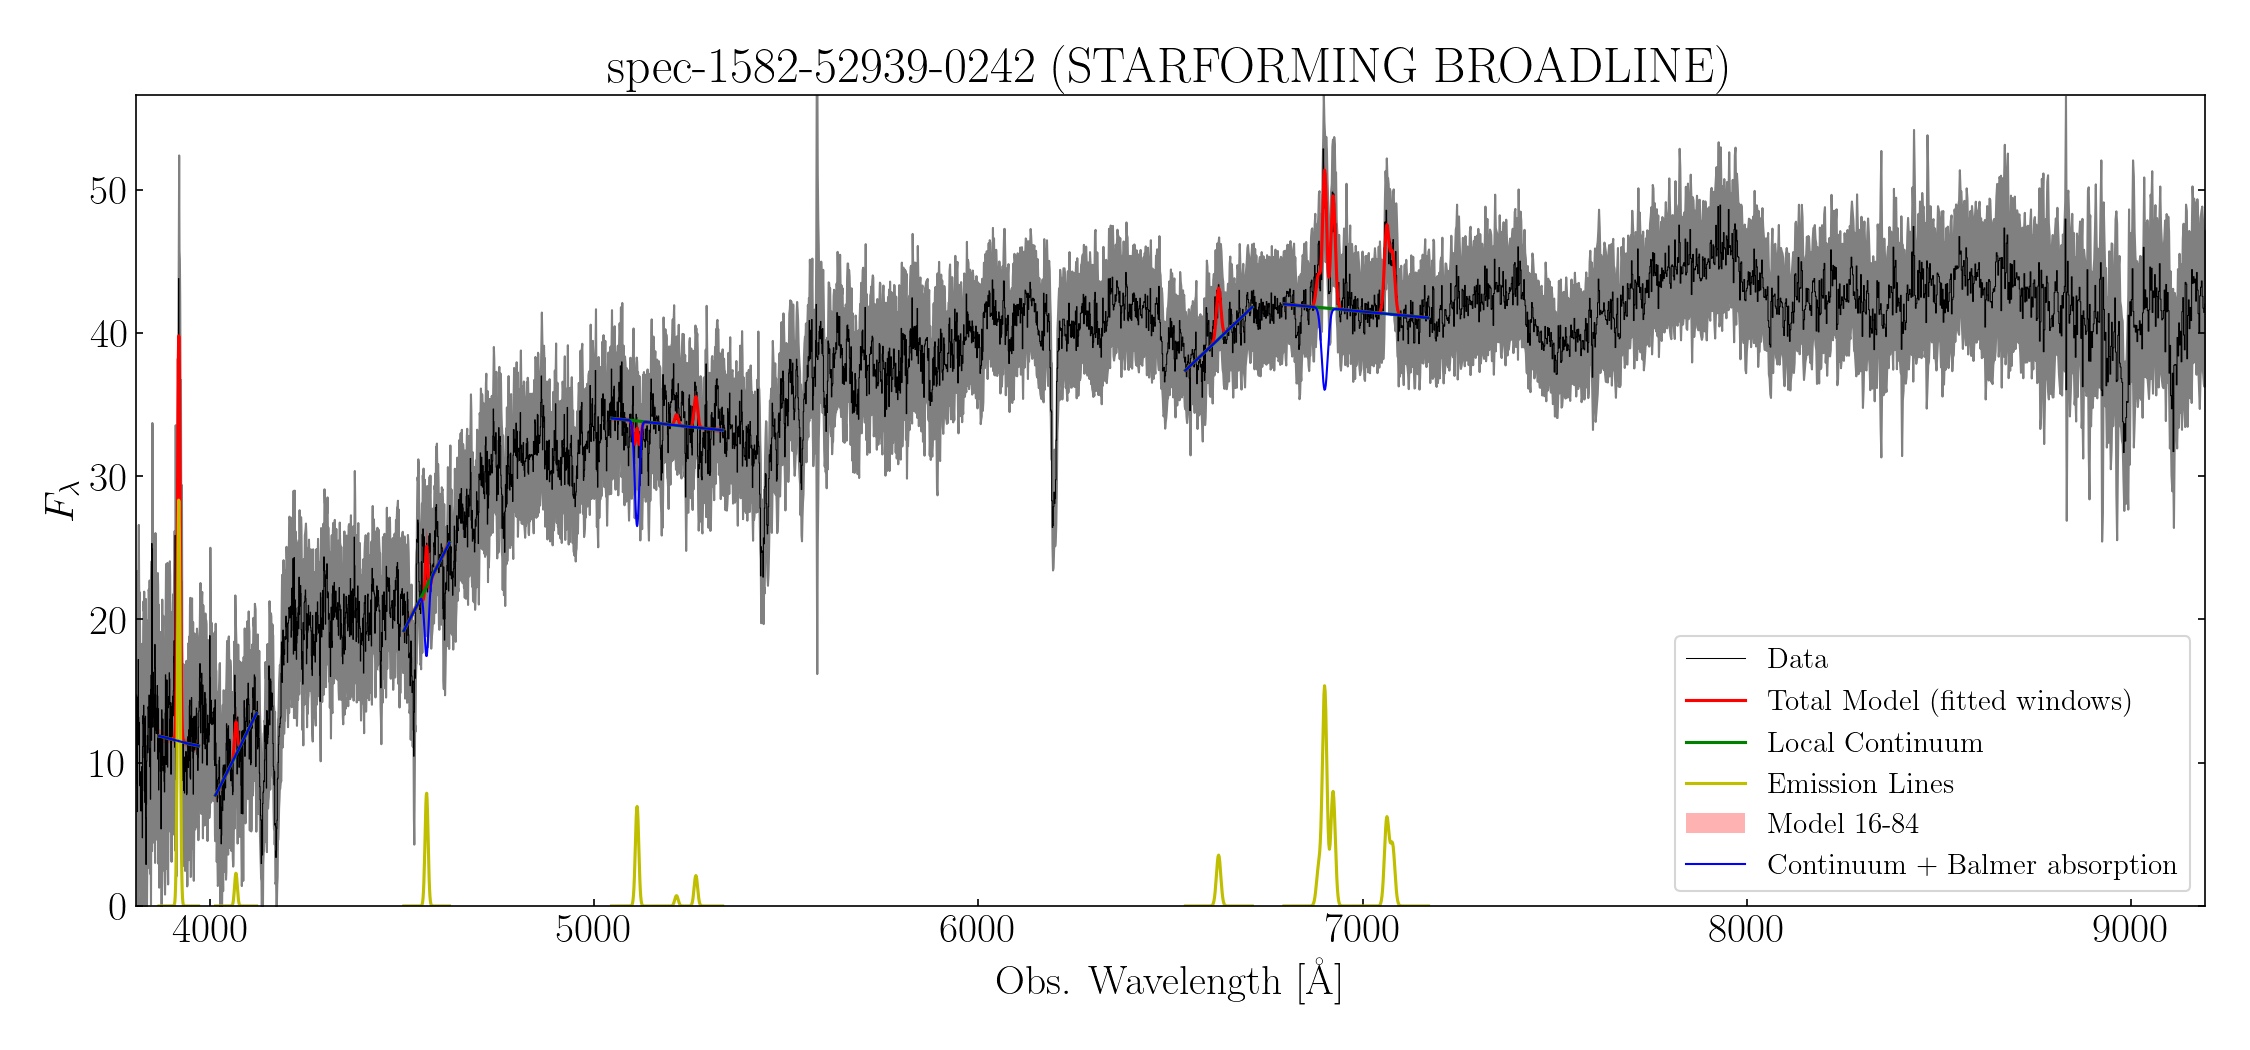 spec-1582-52939-0242 (STARFORMING BROADLINE)
50
40
30
20
10
0
F_λ
4000 5000 6000 7000 8000 9000
Obs. Wavelength [Å]
Data
Total Model (fitted windows)
Local Continuum
Emission Lines
Model 16-84
Continuum + Balmer absorption